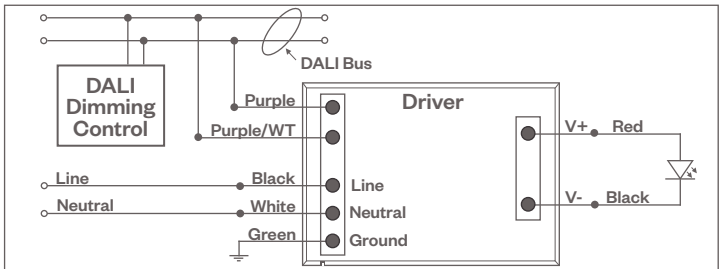 DALI Bus
DALI
Dimming
Control
Purple
Purple/WT
Driver
V+ Red
Line Black Line
Neutral White Neutral
V- Black
Green Ground